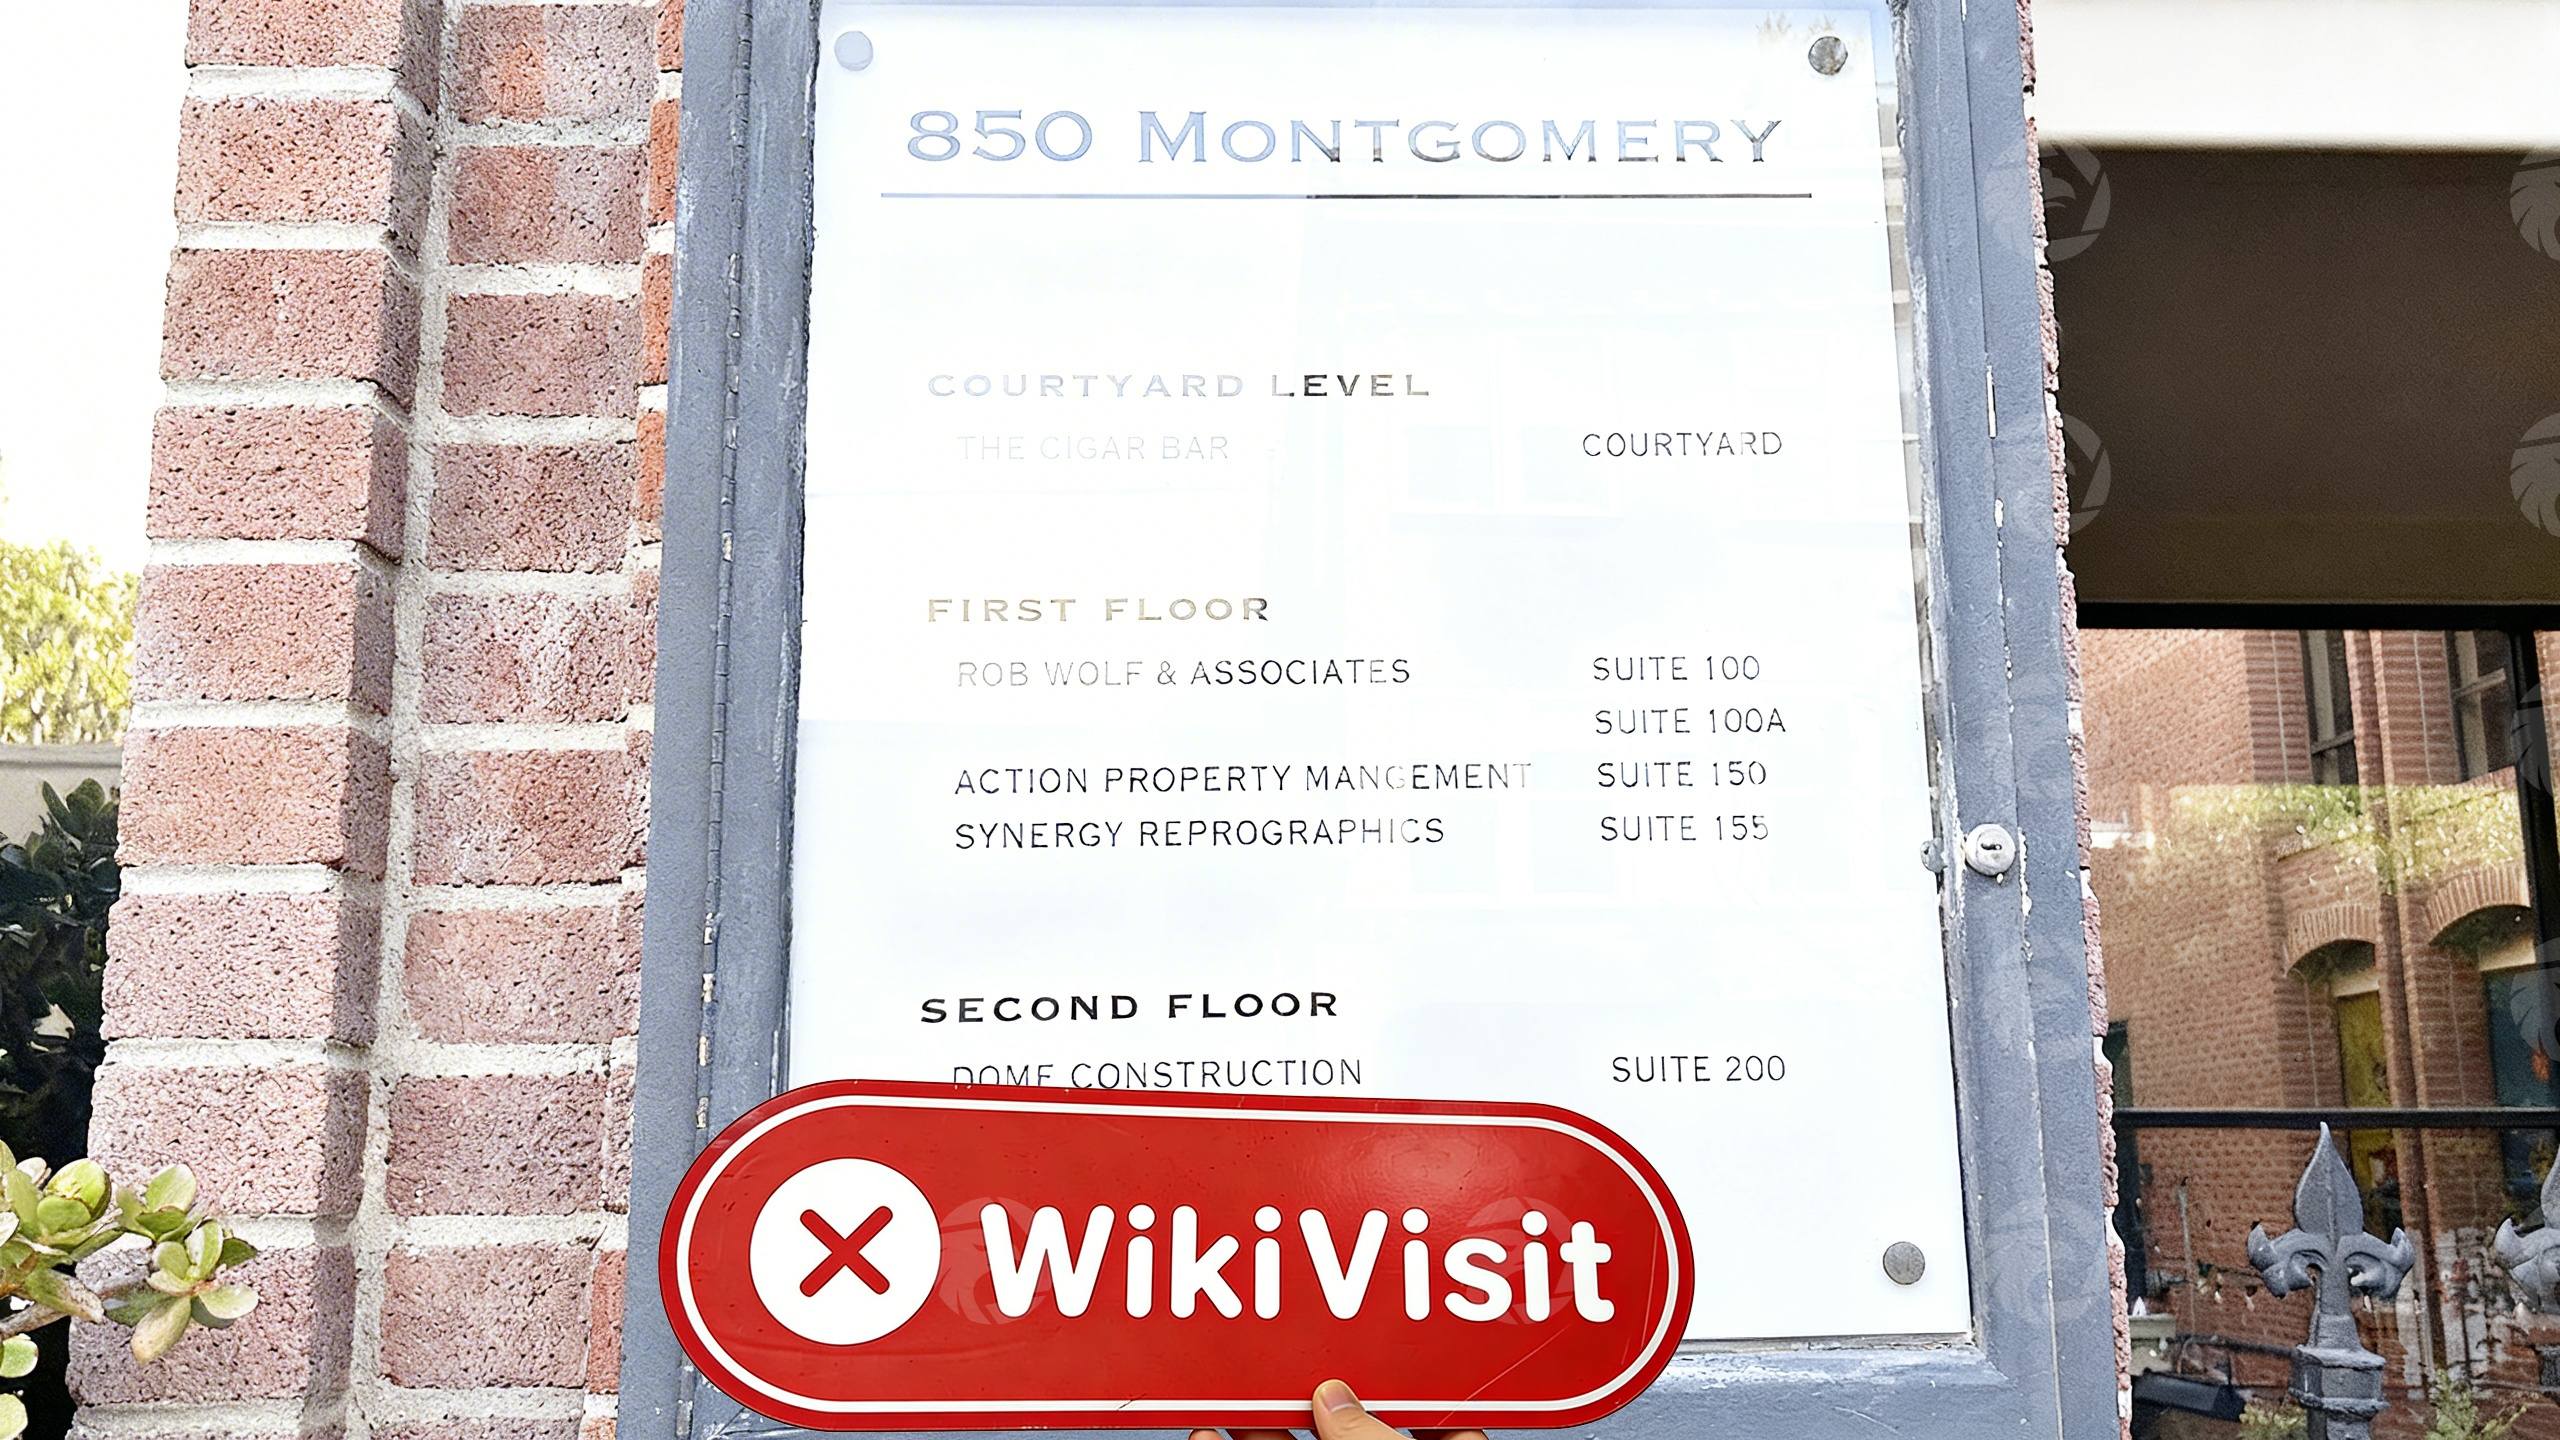 850 MONTGOMERY
COURTYARD LEVEL
THE CIGAR BAR COURTYARD
FIRST FLOOR
ROB WOLF & ASSOCIATES SUITE 100
SUITE 100A
ACTION PROPERTY MANGEMENT SUITE 150
SYNERGY REPROGRAPHICS SUITE 155
SECOND FLOOR
DOME CONSTRUCTION SUITE 200
WikiVisit